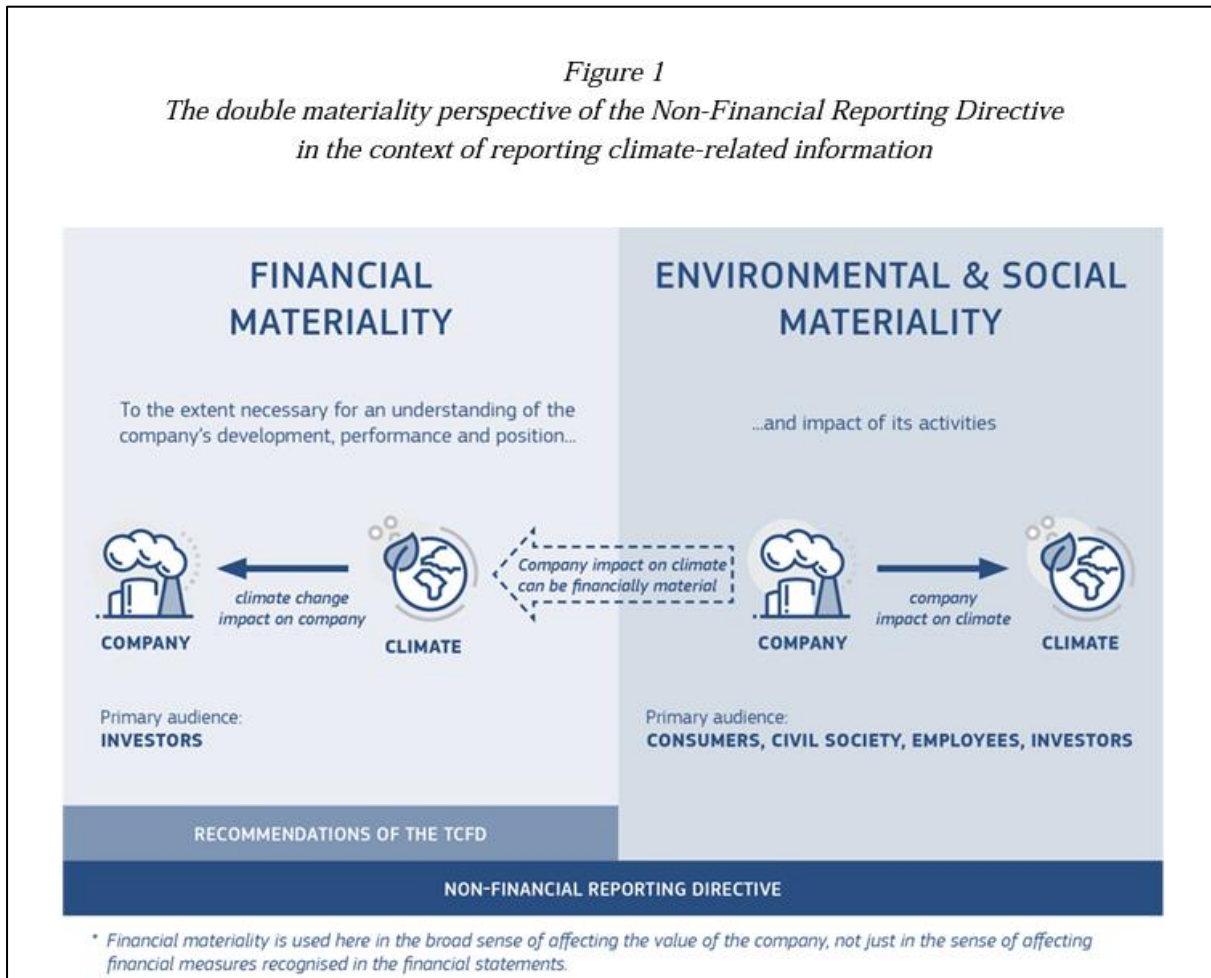 Figure 1
The double materiality perspective of the Non-Financial Reporting Directive
in the context of reporting climate-related information
FINANCIAL
MATERIALITY
To the extent necessary for an understanding of the
company's development, performance and position...
climate change
impact on company
COMPANY
CLIMATE
Primary audience:
INVESTORS
Company impact on climate
can be financially material
ENVIRONMENTAL & SOCIAL
MATERIALITY
...and impact of its activities
company
impact on climate
COMPANY
CLIMATE
Primary audience:
CONSUMERS, CIVIL SOCIETY, EMPLOYEES, INVESTORS
RECOMMENDATIONS OF THE TCFD
NON-FINANCIAL REPORTING DIRECTIVE
* Financial materiality is used here in the broad sense of affecting the value of the company, not just in the sense of affecting
financial measures recognised in the financial statements.